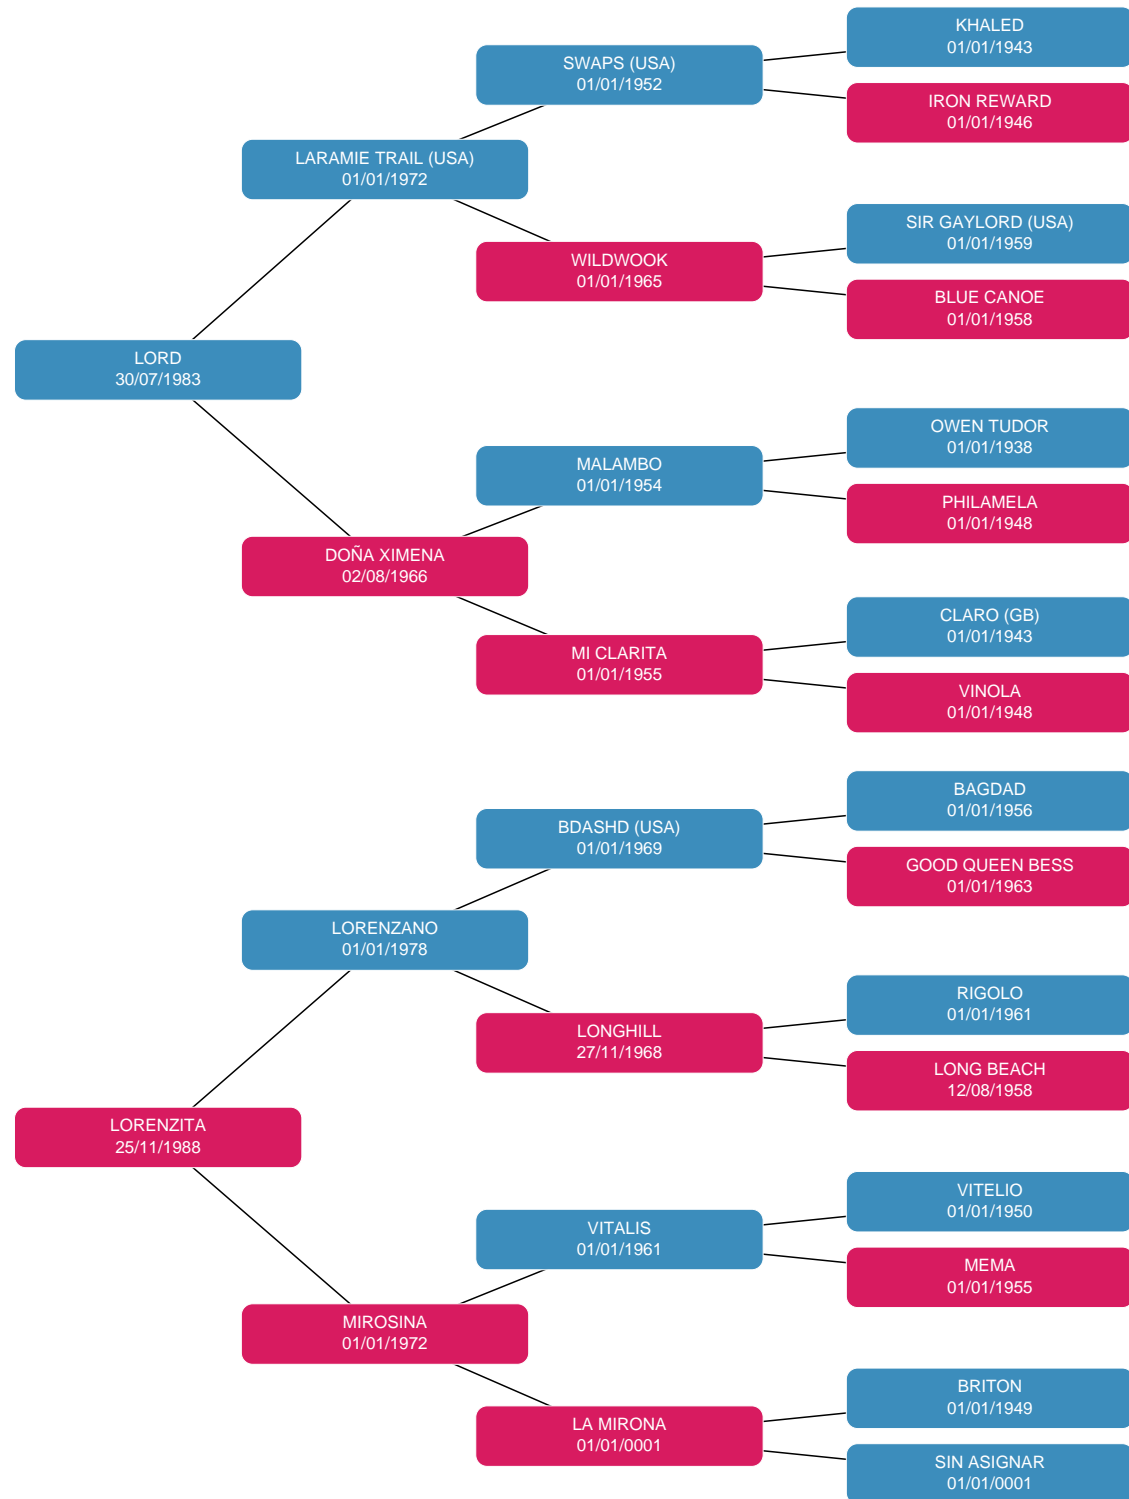 KHALED
01/01/1943
SWAPS (USA)
01/01/1952
IRON REWARD
01/01/1946
LARAMIE TRAIL (USA)
01/01/1972
SIR GAYLORD (USA)
01/01/1959
WILDWOOK
01/01/1965
BLUE CANOE
01/01/1958
LORD
30/07/1983
OWEN TUDOR
01/01/1938
MALAMBO
01/01/1954
PHILAMELA
01/01/1948
DOÑA XIMENA
02/08/1966
CLARO (GB)
01/01/1943
MI CLARITA
01/01/1955
VINOLA
01/01/1948
BAGDAD
01/01/1956
BDASHD (USA)
01/01/1969
GOOD QUEEN BESS
01/01/1963
LORENZANO
01/01/1978
RIGOLO
01/01/1961
LONGHILL
27/11/1968
LONG BEACH
12/08/1958
LORENZITA
25/11/1988
VITELIO
01/01/1950
VITALIS
01/01/1961
MEMA
01/01/1955
MIROSINA
01/01/1972
BRITON
01/01/1949
LA MIRONA
01/01/0001
SIN ASIGNAR
01/01/0001